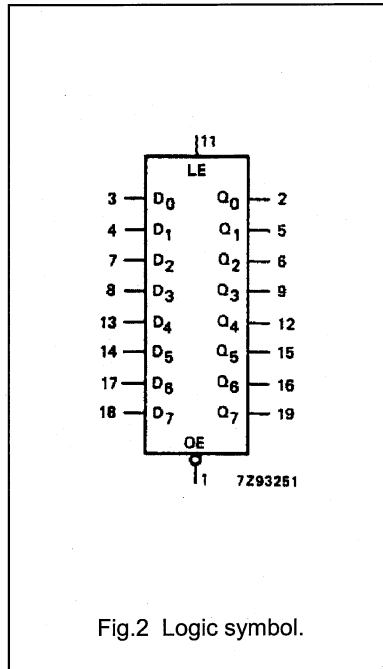 11
LE
3 D0 Q0 2
4 D1 Q1 5
7 D2 Q2 6
8 D3 Q3 9
13 D4 Q4 12
14 D5 Q5 15
17 D6 Q6 16
18 D7 Q7 19
OE
1 7Z93251
Fig.2 Logic symbol.